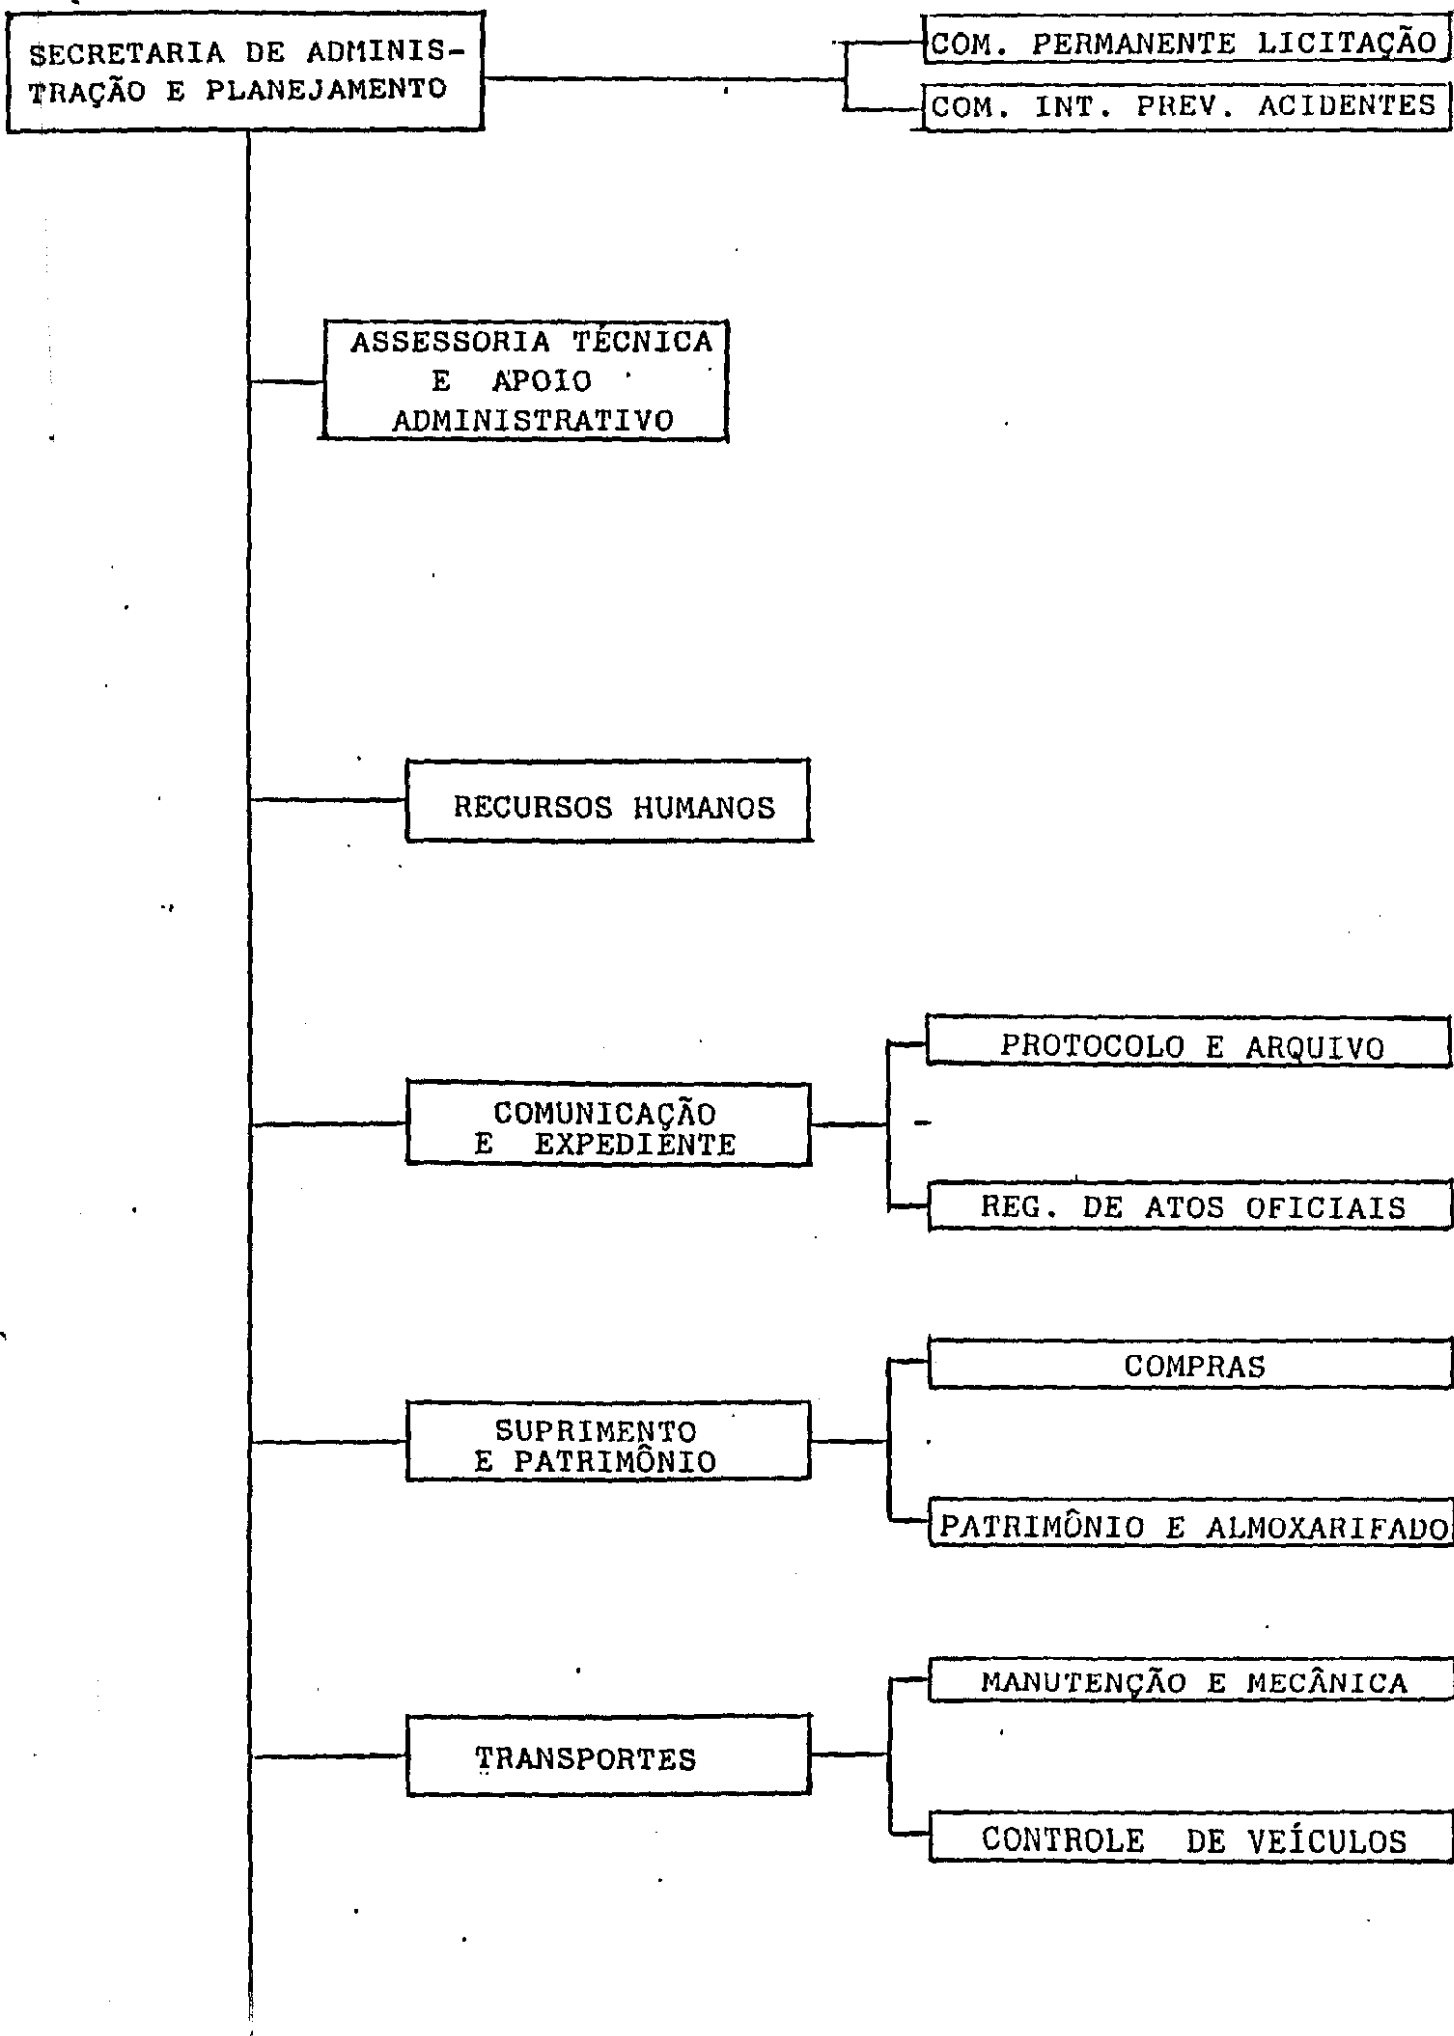 SECRETARIA DE ADMINIS-
TRAÇÃO E PLANEJAMENTO
COM. PERMANENTE LICITAÇÃO
COM. INT. PREV. ACIDENTES
ASSESSORIA TÉCNICA
E APOIO
ADMINISTRATIVO
RECURSOS HUMANOS
PROTOCOLO E ARQUIVO
COMUNICAÇÃO
E EXPEDIENTE
REG. DE ATOS OFICIAIS
COMPRAS
SUPRIMENTO
E PATRIMÔNIO
PATRIMÔNIO E ALMOXARIFADO
MANUTENÇÃO E MECÂNICA
TRANSPORTES
CONTROLE DE VEÍCULOS